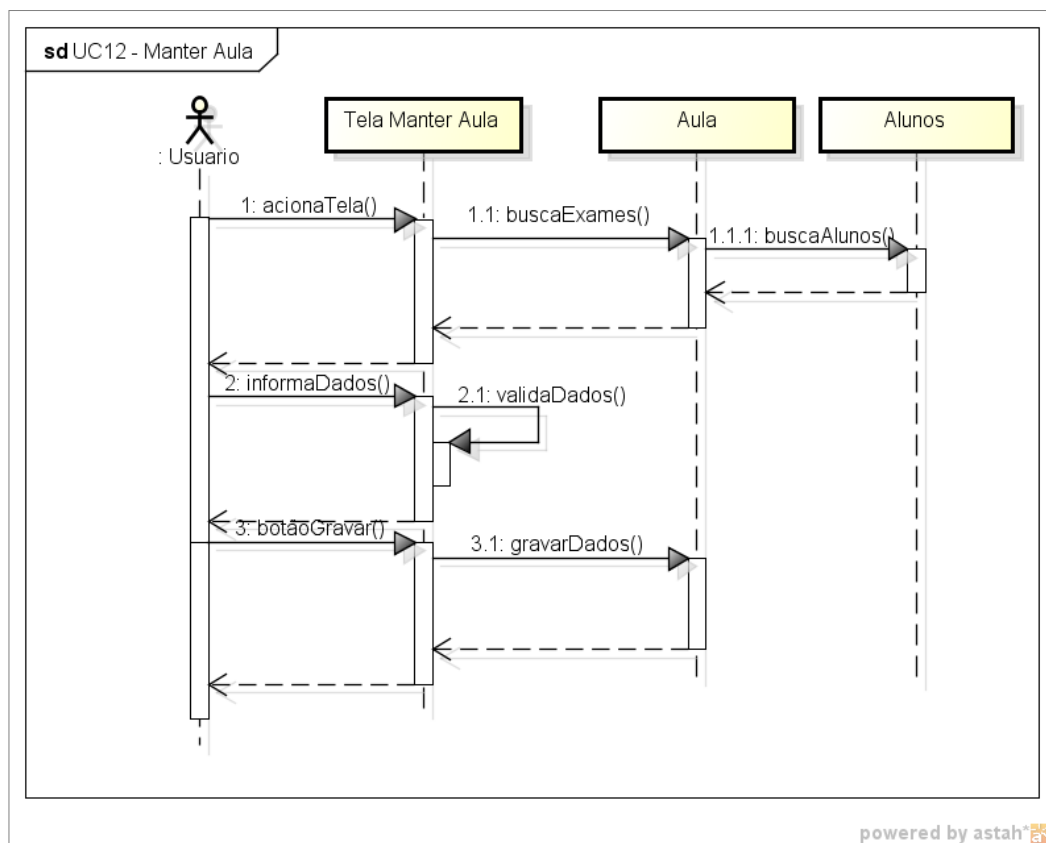 sd UC12 - Manter Aula
: Usuario
Tela Manter Aula
Aula
Alunos
1: acionaTela()
1.1: buscaExames()
1.1.1: buscaAlunos()
2: informaDados()
2.1: validaDados()
3: botãoGravar()
3.1: gravarDados()
powered by astah*